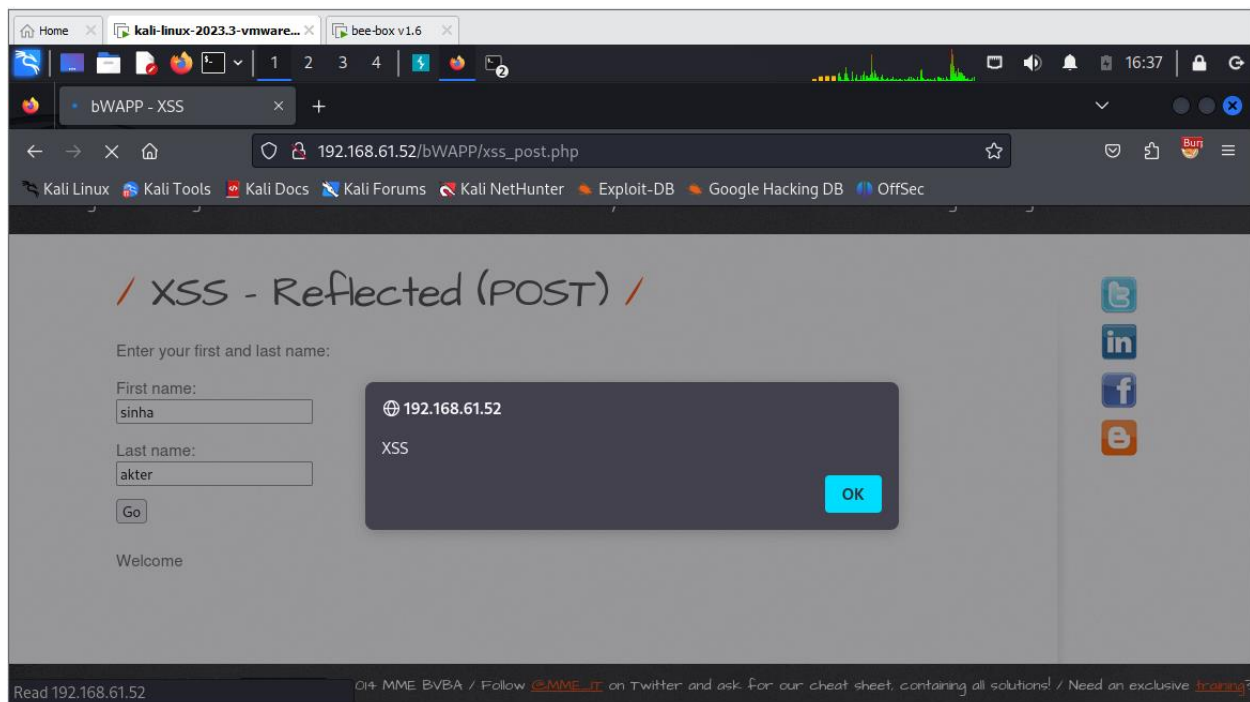 Home kali-linux-2023.3-vmware... bee-box v1.6
1 2 3 4 2 16:37
bWAPP - XSS
192.168.61.52/bWAPP/xss_post.php Burp
Kali Linux Kali Tools Kali Docs Kali Forums Kali NetHunter Exploit-DB Google Hacking DB OffSec
/ XSS - Reflected (POST) /
Enter your first and last name:
First name:
sinha
192.168.61.52
Last name:
XSS
akter
OK
Go
Welcome
Read 192.168.61.52
MME BVBA / Follow @MME_IT on Twitter and ask for our cheat sheet, containing all solutions! / Need an exclusive training?